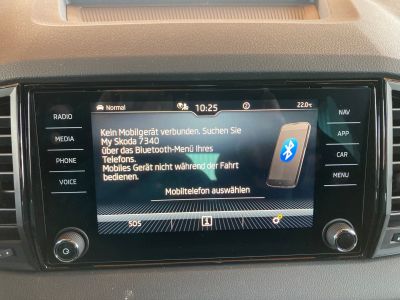 Normal
10:25
22.0°C
RADIO
MEDIA
PHONE
VOICE
Kein Mobilgerät verbunden. Suchen Sie
My Skoda 7340
über das Bluetooth-Menü Ihres
Telefons.
Mobiles Gerät nicht während der Fahrt
bedienen.
Mobiltelefon auswählen
SOS
NAV
APP
CAR
MENU